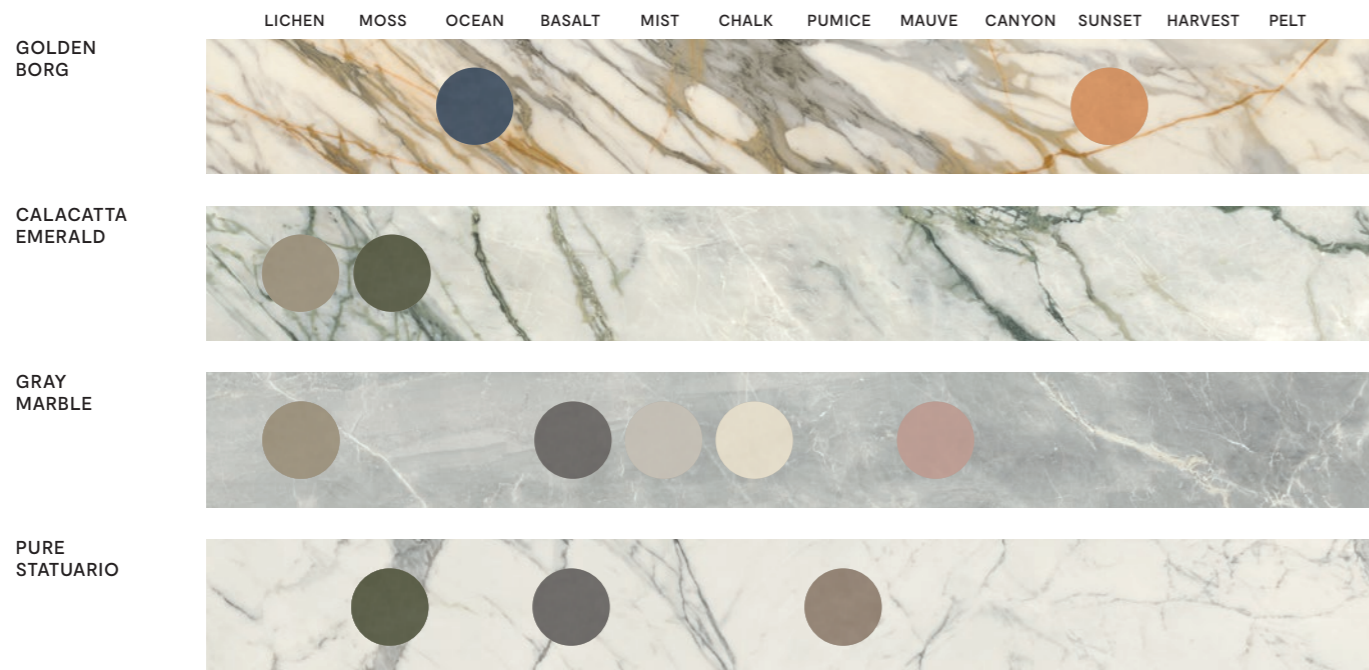 LICHEN MOSS OCEAN BASALT MIST CHALK PUMICE MAUVE CANYON SUNSET HARVEST PELT
GOLDEN
BORG
CALACATTA
EMERALD
GRAY
MARBLE
PURE
STATUARIO